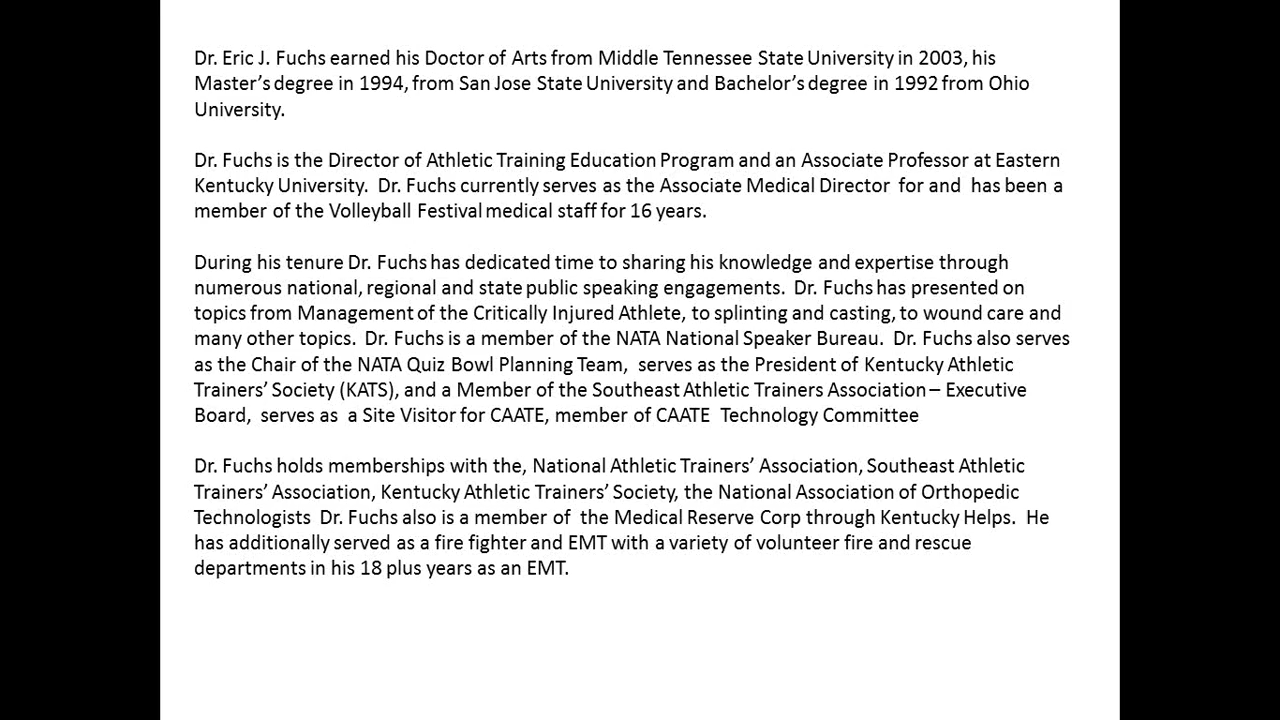 Dr. Eric J. Fuchs earned his Doctor of Arts from Middle Tennessee State University in 2003, his
Master's degree in 1994, from San Jose State University and Bachelor's degree in 1992 from Ohio
University.
Dr. Fuchs is the Director of Athletic Training Education Program and an Associate Professor at Eastern
Kentucky University.  Dr. Fuchs currently serves as the Associate Medical Director  for and  has been a
member of the Volleyball Festival medical staff for 16 years.
During his tenure Dr. Fuchs has dedicated time to sharing his knowledge and expertise through
numerous national, regional and state public speaking engagements.  Dr. Fuchs has presented on
topics from Management of the Critically Injured Athlete, to splinting and casting, to wound care and
many other topics.  Dr. Fuchs is a member of the NATA National Speaker Bureau.  Dr. Fuchs also serves
as the Chair of the NATA Quiz Bowl Planning Team,  serves as the President of Kentucky Athletic
Trainers' Society (KATS), and a Member of the Southeast Athletic Trainers Association – Executive
Board,  serves as  a Site Visitor for CAATE, member of CAATE  Technology Committee
Dr. Fuchs holds memberships with the, National Athletic Trainers' Association, Southeast Athletic
Trainers' Association, Kentucky Athletic Trainers' Society, the National Association of Orthopedic
Technologists  Dr. Fuchs also is a member of  the Medical Reserve Corp through Kentucky Helps.  He
has additionally served as a fire fighter and EMT with a variety of volunteer fire and rescue
departments in his 18 plus years as an EMT.